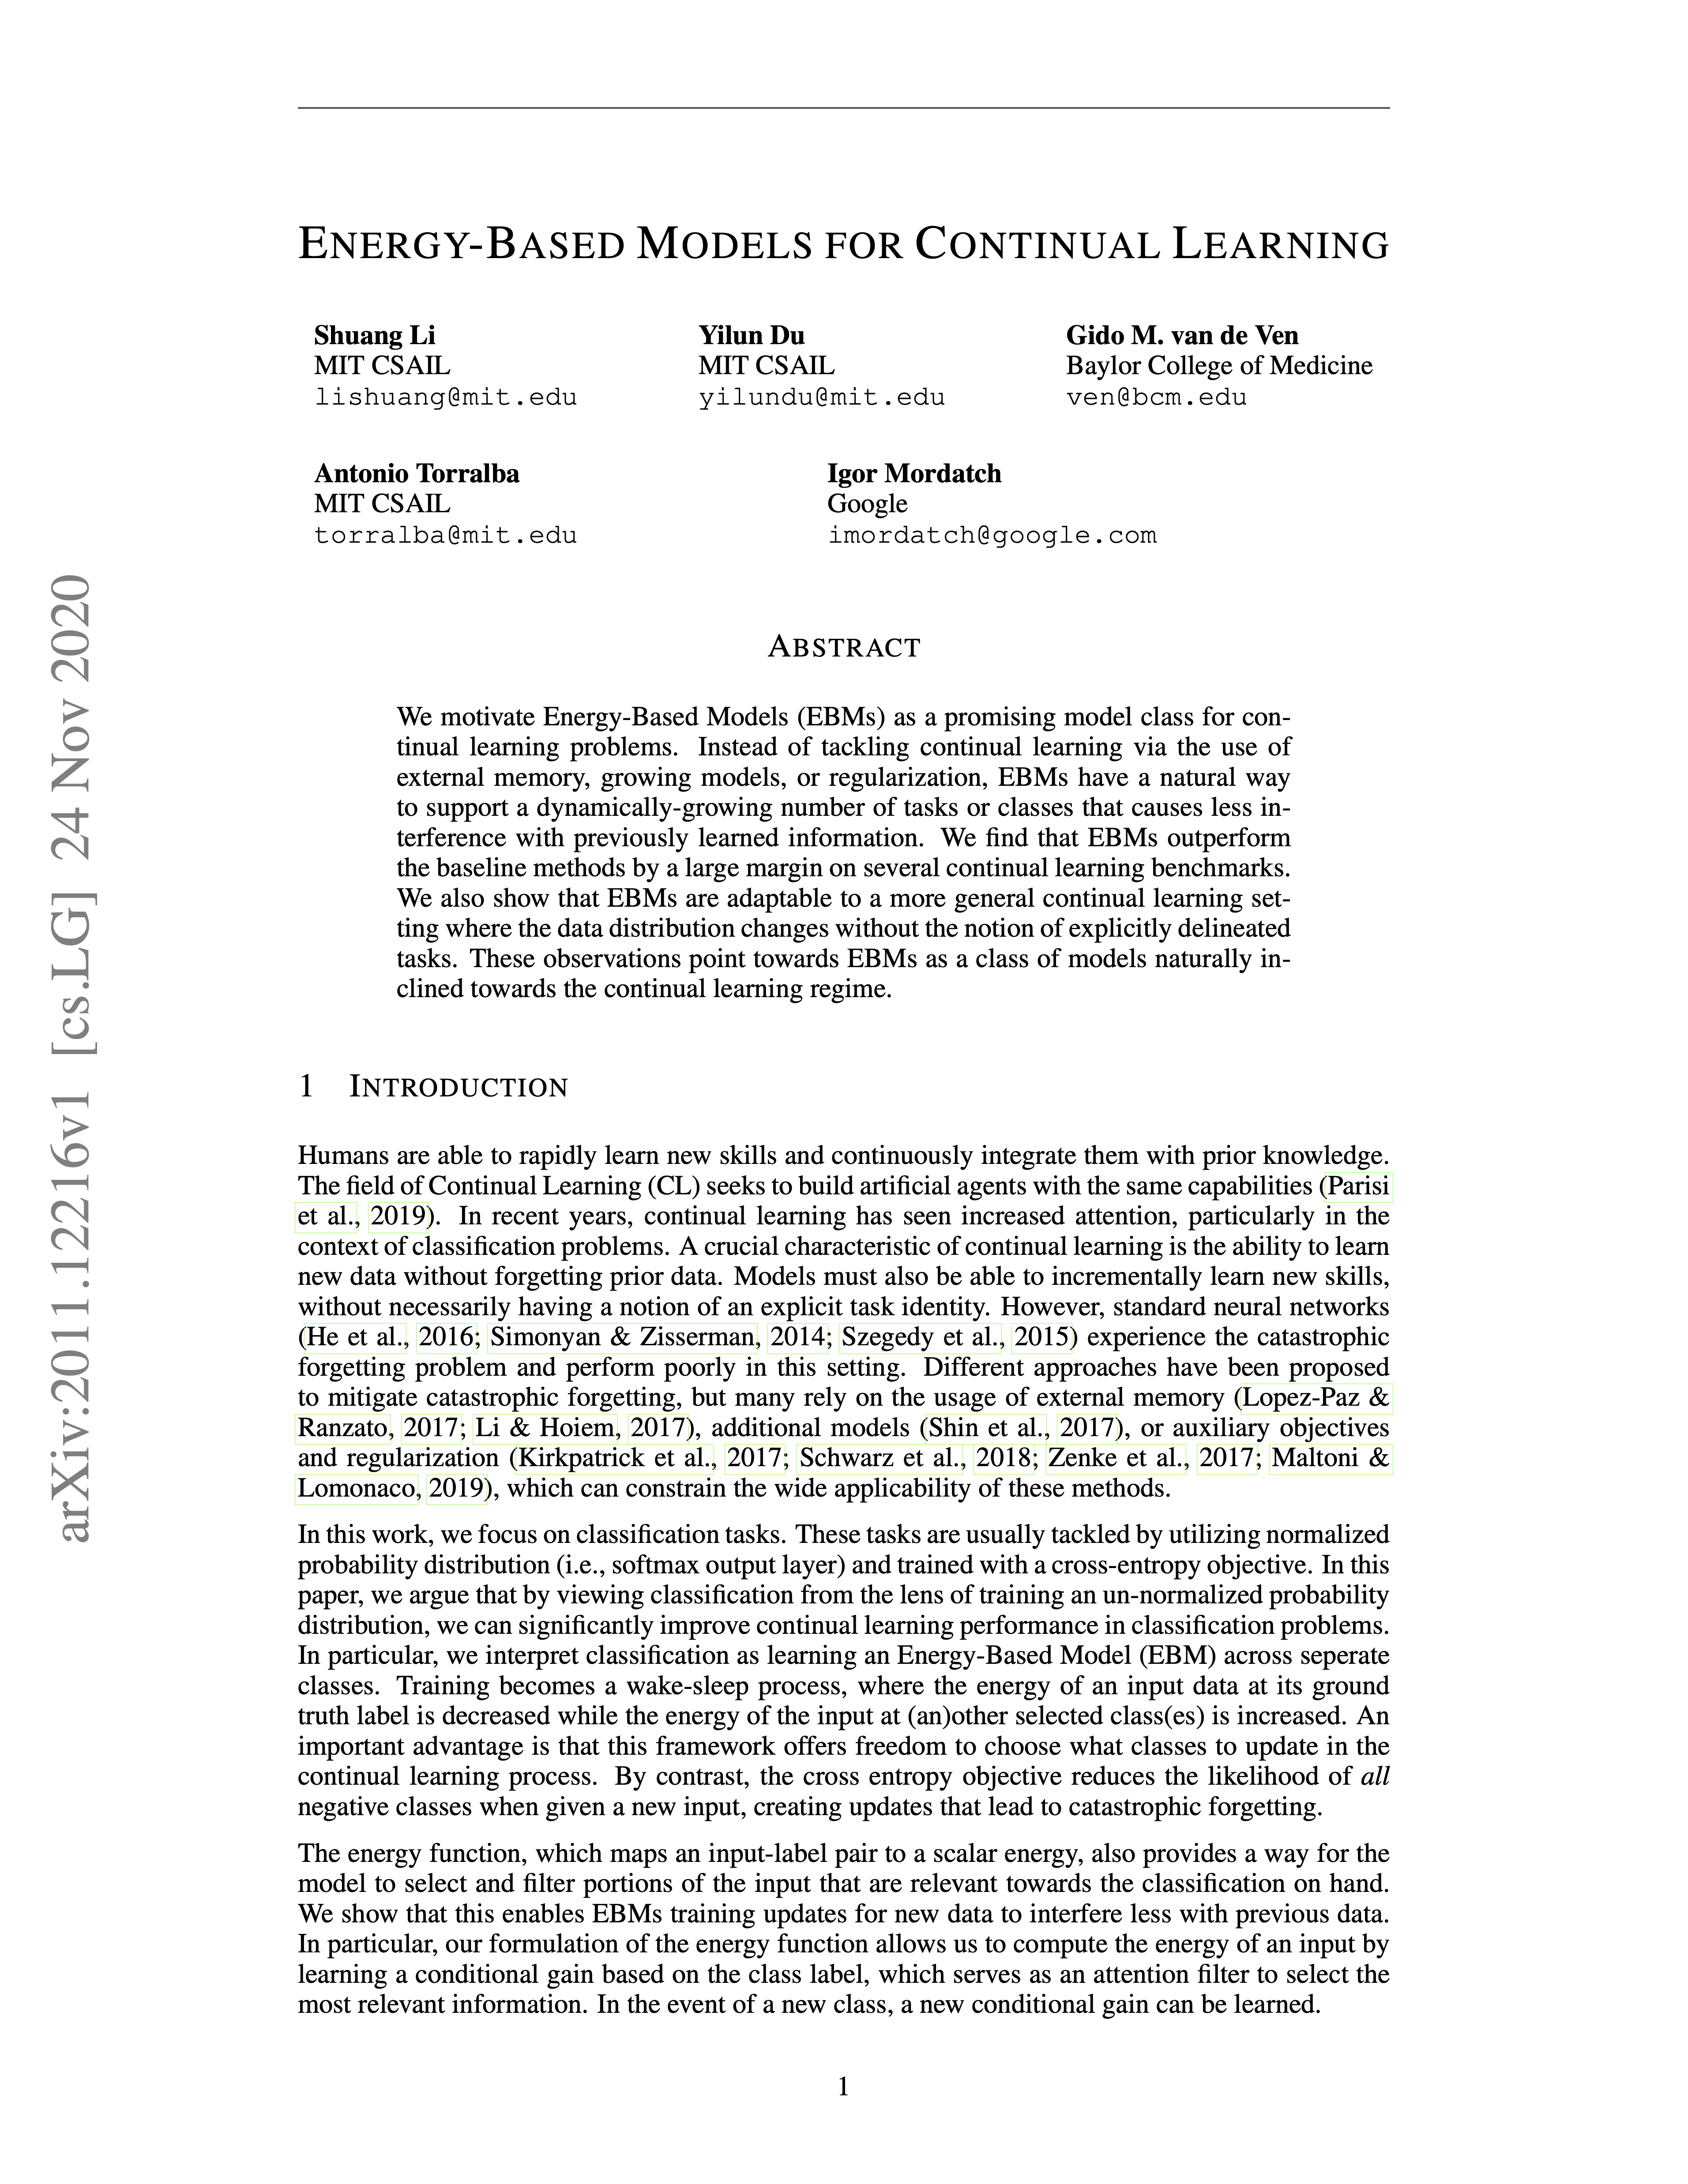 ENERGY-BASED MODELS FOR CONTINUAL LEARNING
Shuang Li
MIT CSAIL
lishuang@mit.edu
Yilun Du
MIT CSAIL
yilundu@mit.edu
Gido M. van de Ven
Baylor College of Medicine
ven@bcm.edu
Antonio Torralba
MIT CSAIL
torralba@mit.edu
Igor Mordatch
Google
imordatch@google.com
ABSTRACT
We motivate Energy-Based Models (EBMs) as a promising model class for con-
tinual learning problems. Instead of tackling continual learning via the use of
external memory, growing models, or regularization, EBMs have a natural way
to support a dynamically-growing number of tasks or classes that causes less in-
terference with previously learned information. We find that EBMs outperform
the baseline methods by a large margin on several continual learning benchmarks.
We also show that EBMs are adaptable to a more general continual learning set-
ting where the data distribution changes without the notion of explicitly delineated
tasks. These observations point towards EBMs as a class of models naturally in-
clined towards the continual learning regime.
1 INTRODUCTION
Humans are able to rapidly learn new skills and continuously integrate them with prior knowledge.
The field of Continual Learning (CL) seeks to build artificial agents with the same capabilities (Parisi
et al., 2019). In recent years, continual learning has seen increased attention, particularly in the
context of classification problems. A crucial characteristic of continual learning is the ability to learn
new data without forgetting prior data. Models must also be able to incrementally learn new skills,
without necessarily having a notion of an explicit task identity. However, standard neural networks
(He et al., 2016; Simonyan & Zisserman, 2014; Szegedy et al., 2015) experience the catastrophic
forgetting problem and perform poorly in this setting. Different approaches have been proposed
to mitigate catastrophic forgetting, but many rely on the usage of external memory (Lopez-Paz &
Ranzato, 2017; Li & Hoiem, 2017), additional models (Shin et al., 2017), or auxiliary objectives
and regularization (Kirkpatrick et al., 2017; Schwarz et al., 2018; Zenke et al., 2017; Maltoni &
Lomonaco, 2019), which can constrain the wide applicability of these methods.
In this work, we focus on classification tasks. These tasks are usually tackled by utilizing normalized
probability distribution (i.e., softmax output layer) and trained with a cross-entropy objective. In this
paper, we argue that by viewing classification from the lens of training an un-normalized probability
distribution, we can significantly improve continual learning performance in classification problems.
In particular, we interpret classification as learning an Energy-Based Model (EBM) across seperate
classes. Training becomes a wake-sleep process, where the energy of an input data at its ground
truth label is decreased while the energy of the input at (an)other selected class(es) is increased. An
important advantage is that this framework offers freedom to choose what classes to update in the
continual learning process. By contrast, the cross entropy objective reduces the likelihood of all
negative classes when given a new input, creating updates that lead to catastrophic forgetting.
The energy function, which maps an input-label pair to a scalar energy, also provides a way for the
model to select and filter portions of the input that are relevant towards the classification on hand.
We show that this enables EBMs training updates for new data to interfere less with previous data.
In particular, our formulation of the energy function allows us to compute the energy of an input by
learning a conditional gain based on the class label, which serves as an attention filter to select the
most relevant information. In the event of a new class, a new conditional gain can be learned.
1
arXiv:2011.12216v1 [cs.LG] 24 Nov 2020